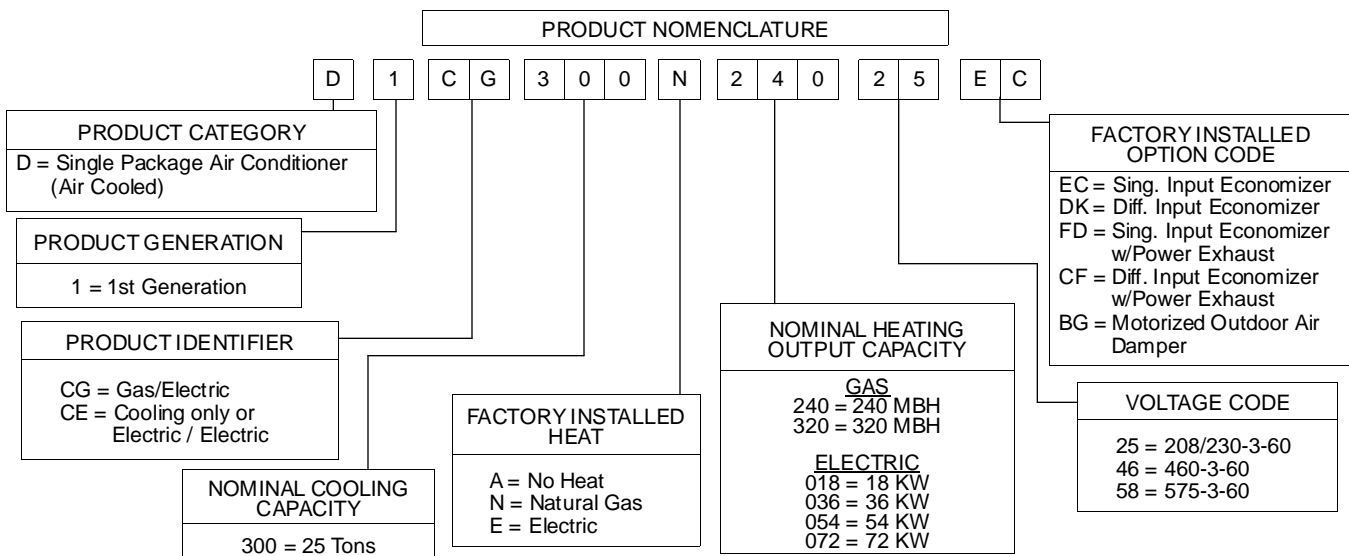 PRODUCT NOMENCLATURE
D 1 C G 3 0 0 N 2 4 0 2 5 E C
PRODUCT CATEGORY
D = Single Package Air Conditioner
(Air Cooled)
PRODUCT GENERATION
1 = 1st Generation
PRODUCT IDENTIFIER
CG = Gas/Electric
CE = Cooling only or
Electric / Electric
NOMINAL COOLING
CAPACITY
300 = 25 Tons
FACTORY INSTALLED
HEAT
A = No Heat
N = Natural Gas
E = Electric
NOMINAL HEATING
OUTPUT CAPACITY
GAS
240 = 240 MBH
320 = 320 MBH
ELECTRIC
018 = 18 KW
036 = 36 KW
054 = 54 KW
072 = 72 KW
FACTORY INSTALLED
OPTION CODE
EC = Sing. Input Economizer
DK = Diff. Input Economizer
FD = Sing. Input Economizer
w/Power Exhaust
CF = Diff. Input Economizer
w/Power Exhaust
BG = Motorized Outdoor Air
Damper
VOLTAGE CODE
25 = 208/230-3-60
46 = 460-3-60
58 = 575-3-60